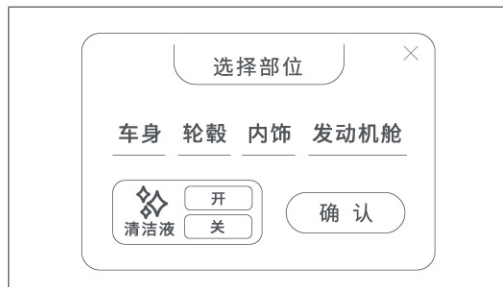 选择部位
车身 轮毂 内饰 发动机舱
开
清洁液 关
确认